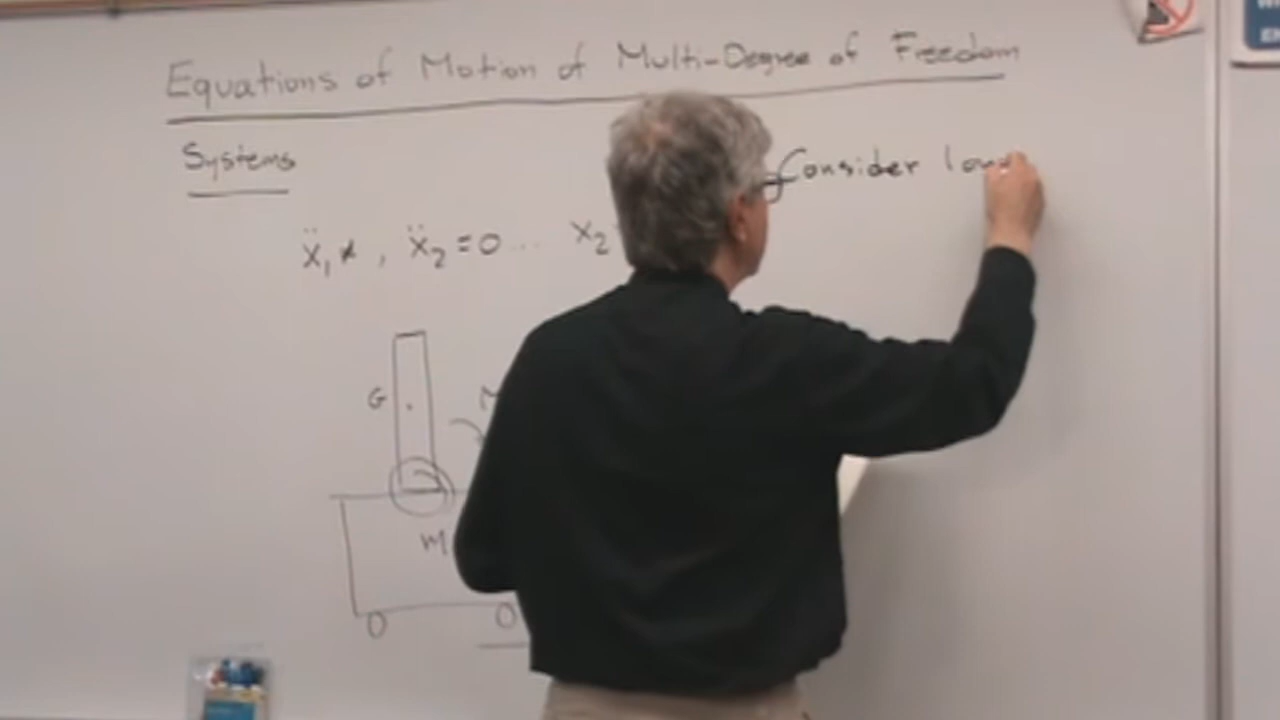 Equations of Motion of Multi-Degree of Freedom
Systems
Consider
ẍ₁ ≠ , ẍ₂ = 0 ... x₂
G
M
m